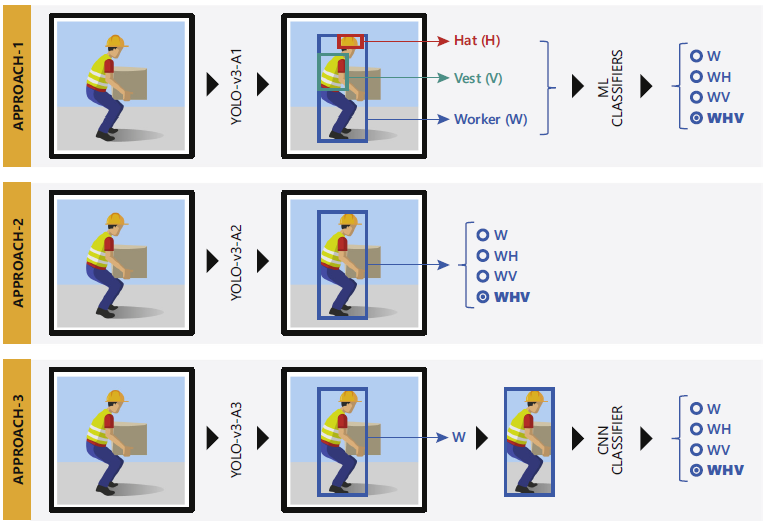 APPROACH-1
YOLO-v3-A1
Hat (H)
Vest (V)
Worker (W)
ML
CLASSIFIERS
W
WH
WV
WHV
APPROACH-2
YOLO-v3-A2
W
WH
WV
WHV
APPROACH-3
YOLO-v3-A3
W
CNN
CLASSIFIER
W
WH
WV
WHV